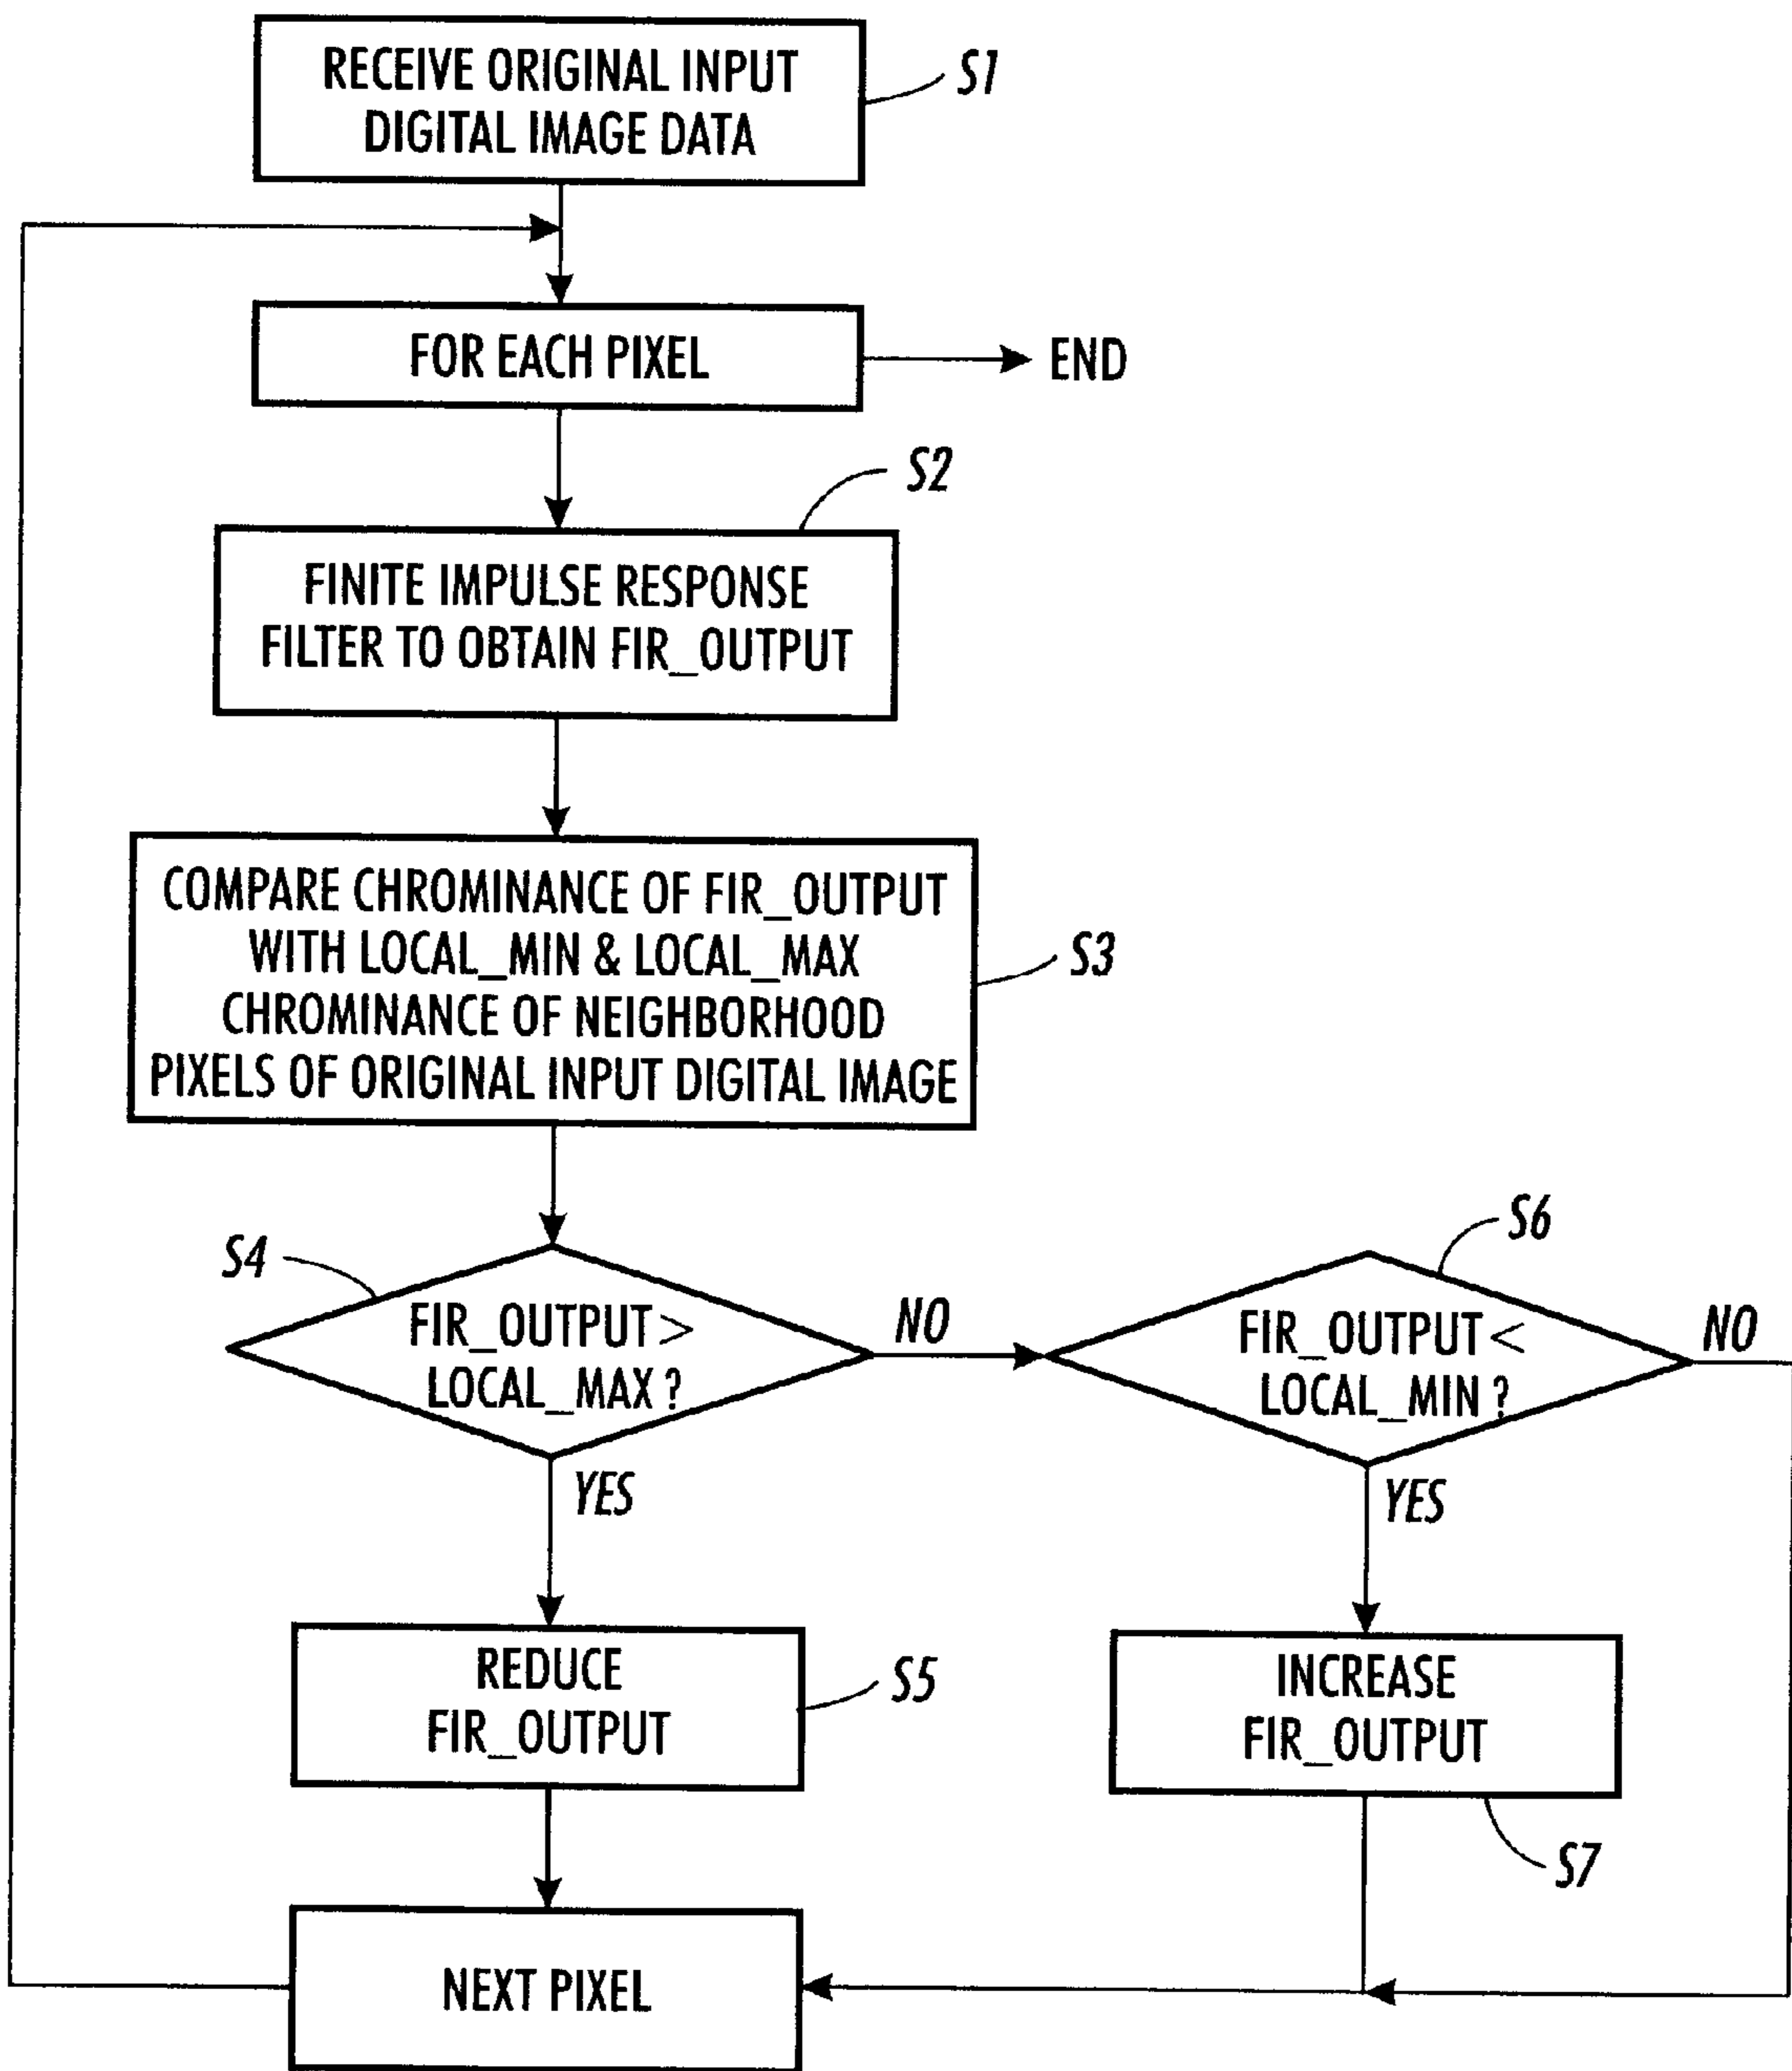 RECEIVE ORIGINAL INPUT
DIGITAL IMAGE DATA
S1
FOR EACH PIXEL
END
S2
FINITE IMPULSE RESPONSE
FILTER TO OBTAIN FIR_OUTPUT
COMPARE CHROMINANCE OF FIR_OUTPUT
WITH LOCAL_MIN & LOCAL_MAX
CHROMINANCE OF NEIGHBORHOOD
PIXELS OF ORIGINAL INPUT DIGITAL IMAGE
S3
S4
FIR_OUTPUT >
LOCAL_MAX ?
NO
S6
FIR_OUTPUT <
LOCAL_MIN ?
NO
YES
YES
REDUCE
FIR_OUTPUT
S5
INCREASE
FIR_OUTPUT
S7
NEXT PIXEL